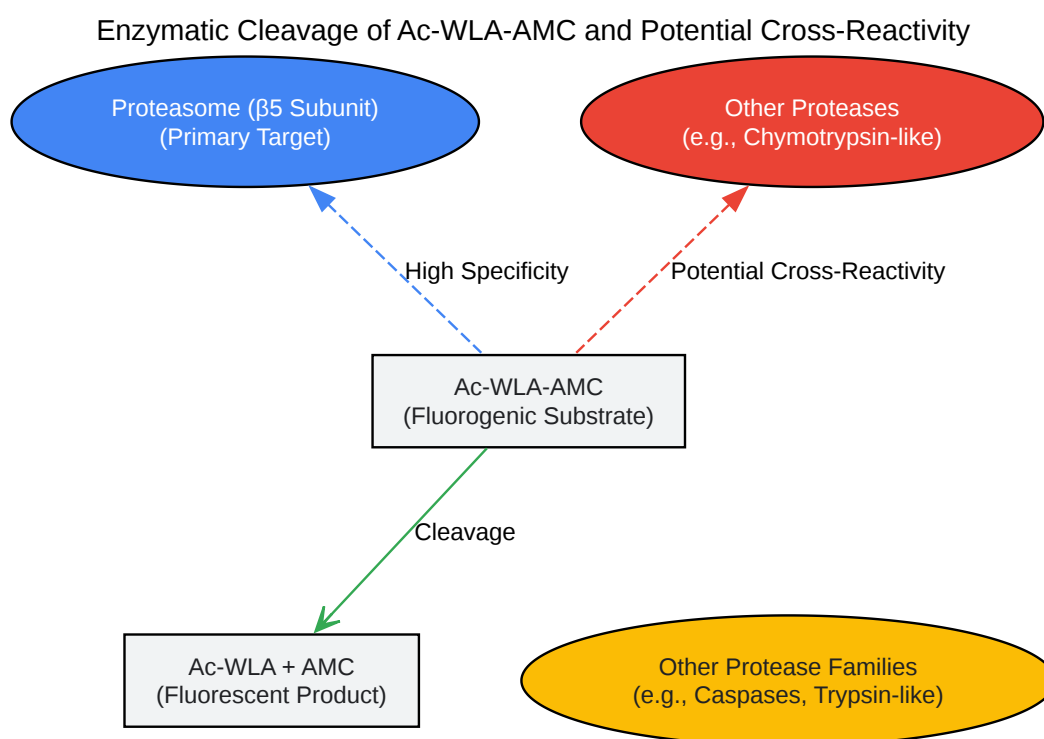 Enzymatic Cleavage of Ac-WLA-AMC and Potential Cross-Reactivity
Proteasome (β5 Subunit)
(Primary Target)
Other Proteases
(e.g., Chymotrypsin-like)
High Specificity
Potential Cross-Reactivity
Ac-WLA-AMC
(Fluorogenic Substrate)
Cleavage
Ac-WLA + AMC
(Fluorescent Product)
Other Protease Families
(e.g., Caspases, Trypsin-like)